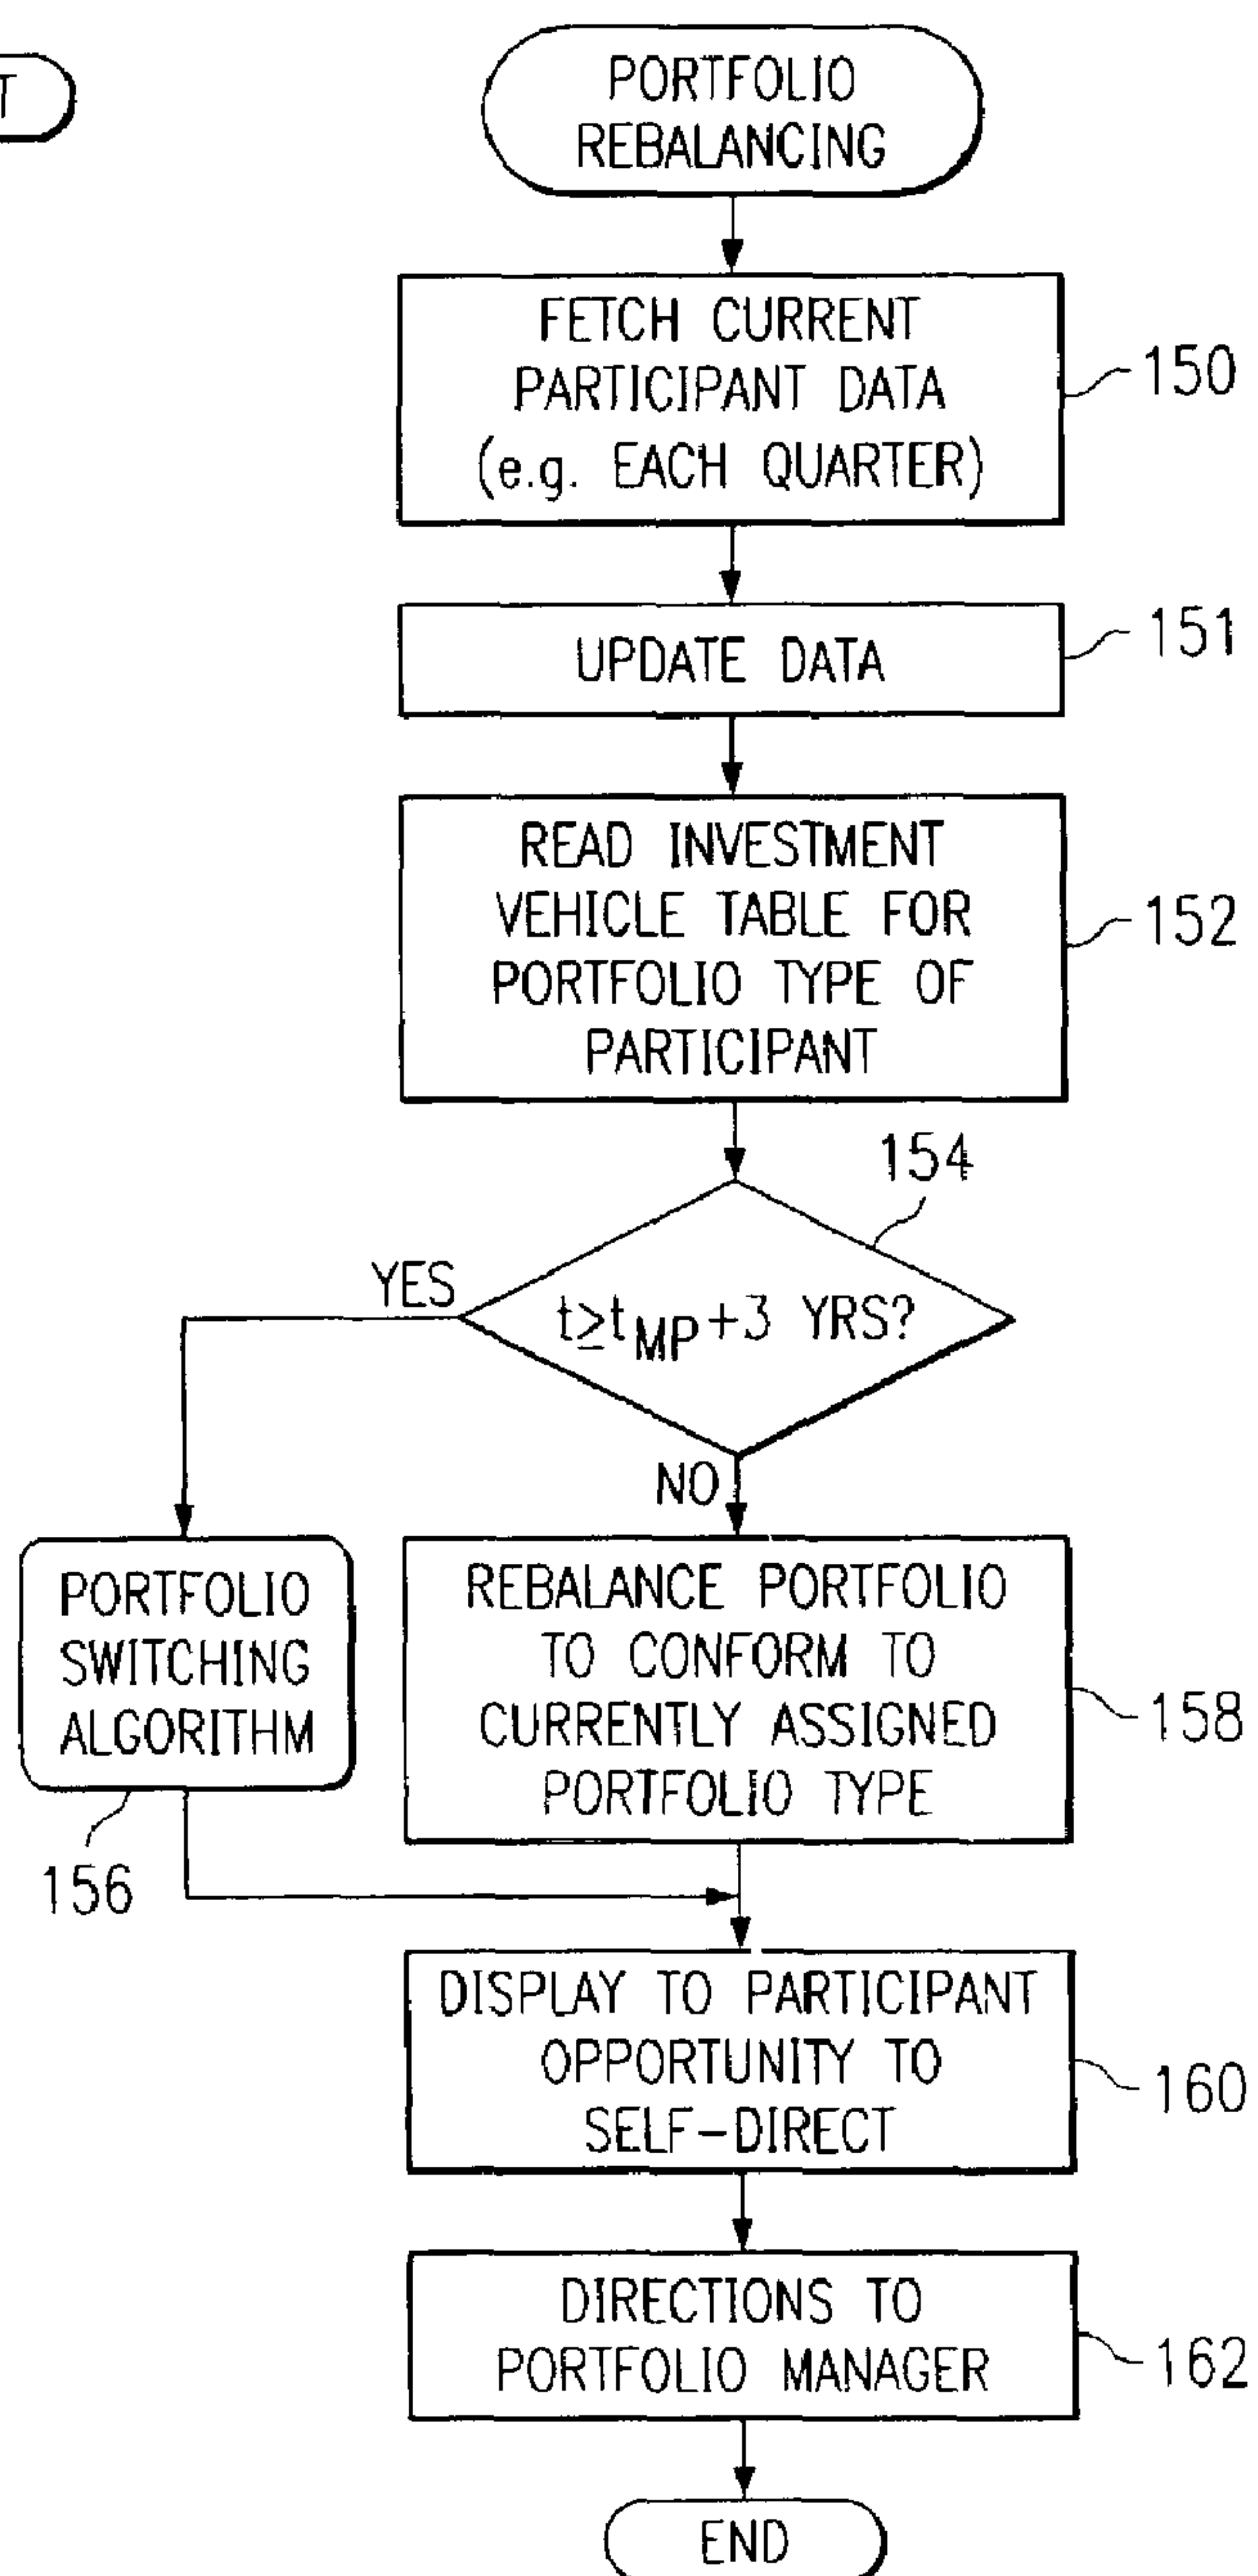 T
PORTFOLIO
REBALANCING
FETCH CURRENT
PARTICIPANT DATA
(e.g. EACH QUARTER)
150
UPDATE DATA
151
READ INVESTMENT
VEHICLE TABLE FOR
PORTFOLIO TYPE OF
PARTICIPANT
152
154
YES
t≥tMP+3 YRS?
NO
PORTFOLIO
SWITCHING
ALGORITHM
156
REBALANCE PORTFOLIO
TO CONFORM TO
CURRENTLY ASSIGNED
PORTFOLIO TYPE
158
DISPLAY TO PARTICIPANT
OPPORTUNITY TO
SELF-DIRECT
160
DIRECTIONS TO
PORTFOLIO MANAGER
162
END